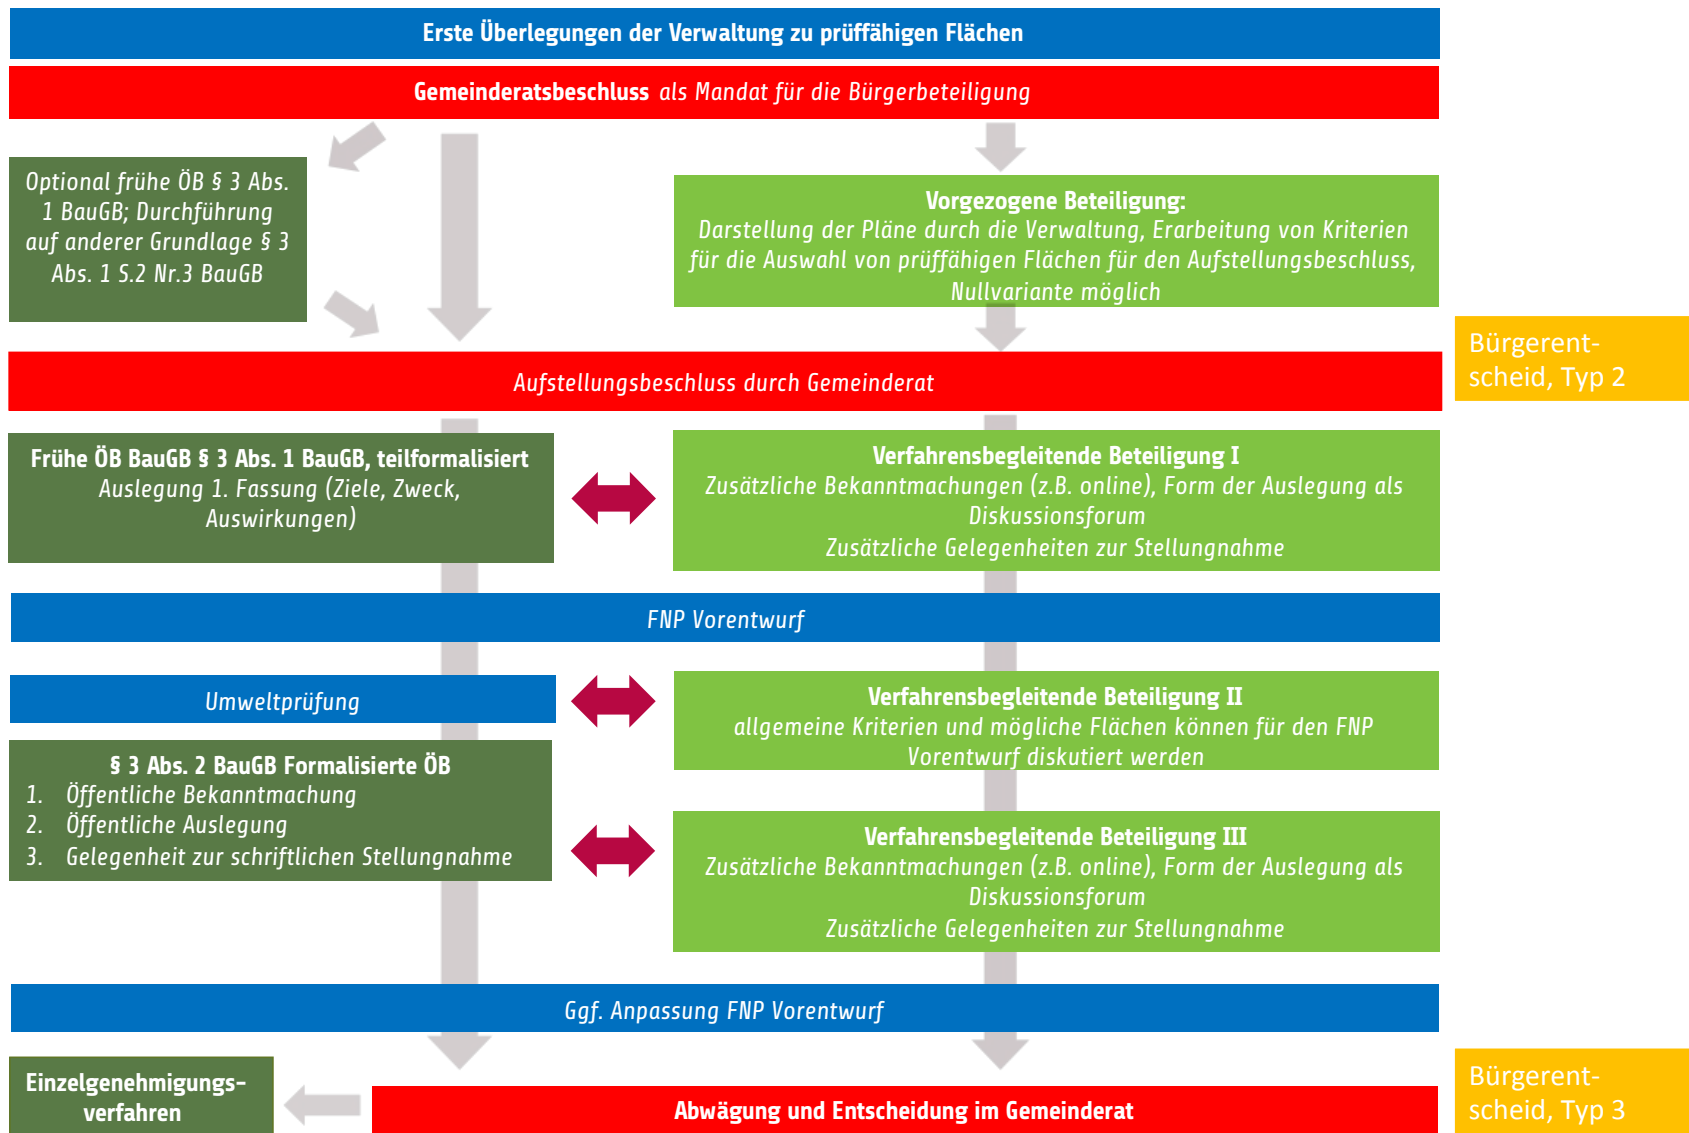 Erste Überlegungen der Verwaltung zu prüffähigen Flächen
Gemeinderatsbeschluss als Mandat für die Bürgerbeteiligung
Optional frühe ÖB § 3 Abs.
1 BauGB; Durchführung
auf anderer Grundlage § 3
Abs. 1 S.2 Nr.3 BauGB
Vorgezogene Beteiligung:
Darstellung der Pläne durch die Verwaltung, Erarbeitung von Kriterien
für die Auswahl von prüffähigen Flächen für den Aufstellungsbeschluss,
Nullvariante möglich
Bürgerent-
scheid, Typ 2
Aufstellungsbeschluss durch Gemeinderat
Frühe ÖB BauGB § 3 Abs. 1 BauGB, teilformalisiert
Auslegung 1. Fassung (Ziele, Zweck,
Auswirkungen)
Verfahrensbegleitende Beteiligung I
Zusätzliche Bekanntmachungen (z.B. online), Form der Auslegung als
Diskussionsforum
Zusätzliche Gelegenheiten zur Stellungnahme
FNP Vorentwurf
Umweltprüfung
Verfahrensbegleitende Beteiligung II
allgemeine Kriterien und mögliche Flächen können für den FNP
Vorentwurf diskutiert werden
§ 3 Abs. 2 BauGB Formalisierte ÖB
1. Öffentliche Bekanntmachung
2. Öffentliche Auslegung
3. Gelegenheit zur schriftlichen Stellungnahme
Verfahrensbegleitende Beteiligung III
Zusätzliche Bekanntmachungen (z.B. online), Form der Auslegung als
Diskussionsforum
Zusätzliche Gelegenheiten zur Stellungnahme
Ggf. Anpassung FNP Vorentwurf
Einzelgenehmigungs-
verfahren
Abwägung und Entscheidung im Gemeinderat
Bürgerent-
scheid, Typ 3